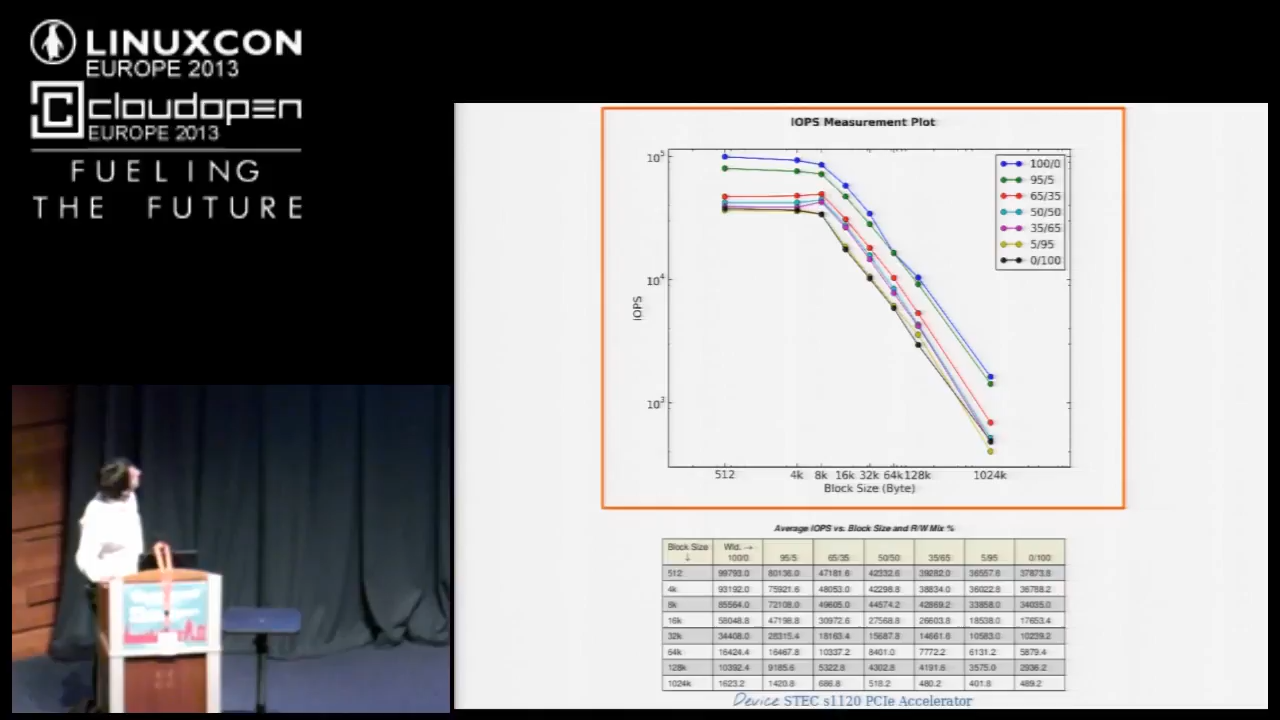 LINUXCON
EUROPE 2013
cloudopen
EUROPE 2013
FUELING
THE FUTURE
IOPS Measurement Plot
10^5
10^4
10^3
IOPS
100/0
95/5
65/35
50/50
35/65
5/95
0/100
512 4k 8k 16k 32k 64k 128k 1024k
Block Size (Byte)
Average IOPS vs. Block Size and R/W Mix %
Block Size ↓ Wld. → 100/0 95/5 65/35 50/50 35/65 5/95 0/100
512 99793.0 80136.0 47181.6 42332.6 39282.0 36557.6 37873.8
4k 93192.0 75921.6 48053.0 42298.8 38834.0 36022.8 36788.2
8k 85564.0 72108.0 49605.0 44574.2 42869.2 33858.0 34035.0
16k 58048.8 47198.8 30972.6 27568.8 26603.8 18538.0 17653.4
32k 34408.0 28315.4 18163.4 15687.8 14661.6 10583.0 10239.2
64k 16424.4 16467.8 10337.2 8401.0 7772.2 6131.2 5879.4
128k 10392.4 9185.6 5322.8 4302.8 4191.6 3575.0 2936.2
1024k 1623.2 1420.8 686.8 518.2 480.2 401.8 489.2
Device STEC s1120 PCIe Accelerator